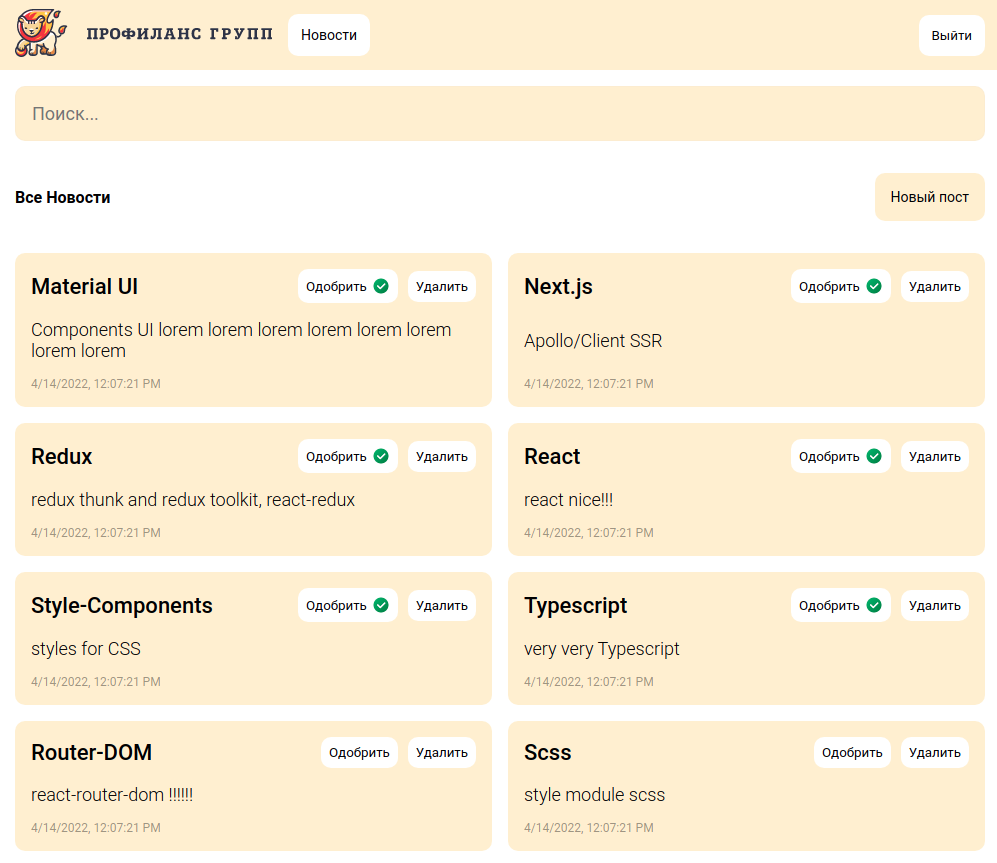 ПРОФИЛАНС ГРУПП
Новости
Выйти
Поиск...
Все Новости
Новый пост
Material UI
Одобрить
Удалить
Components UI lorem lorem lorem lorem lorem lorem
lorem lorem
4/14/2022, 12:07:21 PM
Next.js
Одобрить
Удалить
Apollo/Client SSR
4/14/2022, 12:07:21 PM
Redux
Одобрить
Удалить
redux thunk and redux toolkit, react-redux
4/14/2022, 12:07:21 PM
React
Одобрить
Удалить
react nice!!!
4/14/2022, 12:07:21 PM
Style-Components
Одобрить
Удалить
styles for CSS
4/14/2022, 12:07:21 PM
Typescript
Одобрить
Удалить
very very Typescript
4/14/2022, 12:07:21 PM
Router-DOM
Одобрить
Удалить
react-router-dom !!!!!!
4/14/2022, 12:07:21 PM
Scss
Одобрить
Удалить
style module scss
4/14/2022, 12:07:21 PM